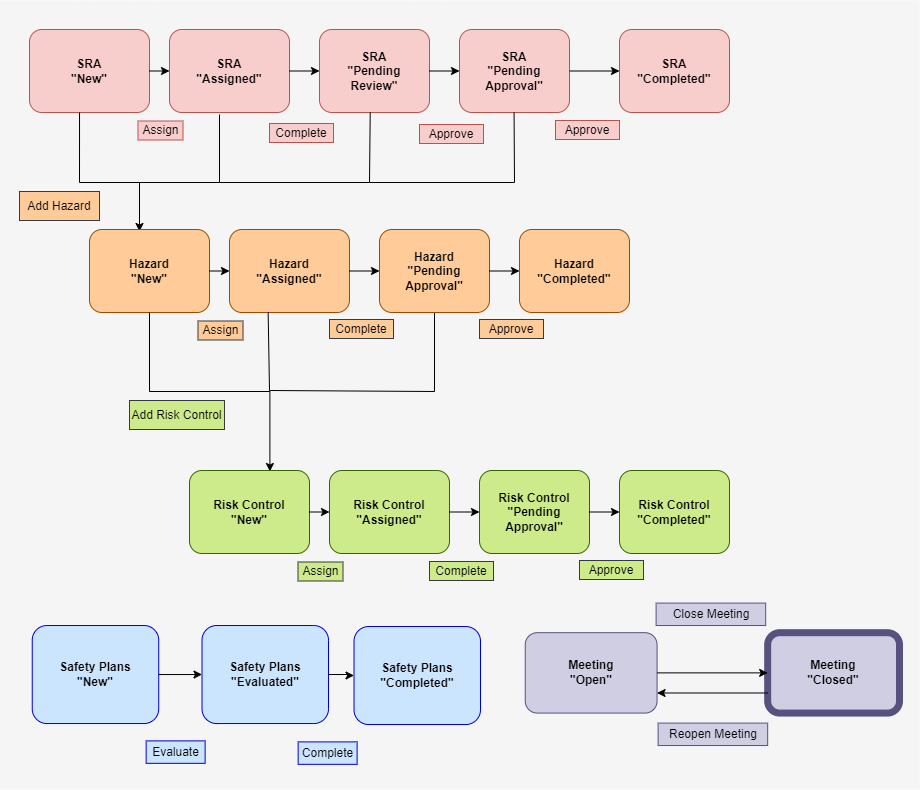 SRA
"New"
SRA
"Assigned"
SRA
"Pending
Review"
SRA
"Pending
Approval"
SRA
"Completed"
Assign
Complete
Approve
Approve
Add Hazard
Hazard
"New"
Hazard
"Assigned"
Hazard
"Pending
Approval"
Hazard
"Completed"
Assign
Complete
Approve
Add Risk Control
Risk Control
"New"
Risk Control
"Assigned"
Risk Control
"Pending
Approval"
Risk Control
"Completed"
Assign
Complete
Approve
Safety Plans
"New"
Safety Plans
"Evaluated"
Safety Plans
"Completed"
Evaluate
Complete
Close Meeting
Meeting
"Open"
Meeting
"Closed"
Reopen Meeting